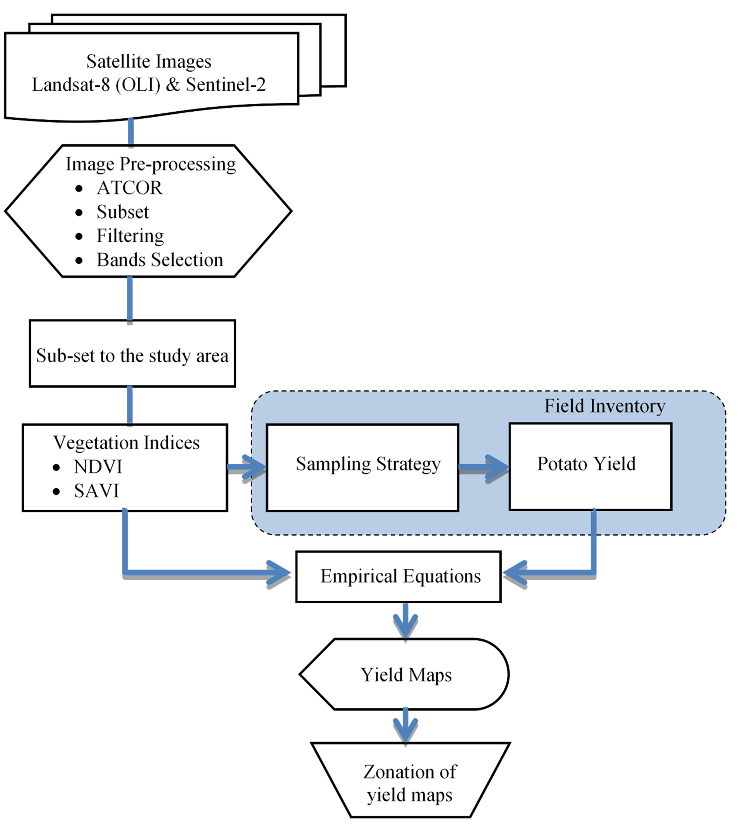 Satellite Images
Landsat-8 (OLI) & Sentinel-2
Image Pre-processing
• ATCOR
• Subset
• Filtering
• Bands Selection
Sub-set to the study area
Field Inventory
Vegetation Indices
• NDVI
• SAVI
Sampling Strategy
Potato Yield
Empirical Equations
Yield Maps
Zonation of
yield maps